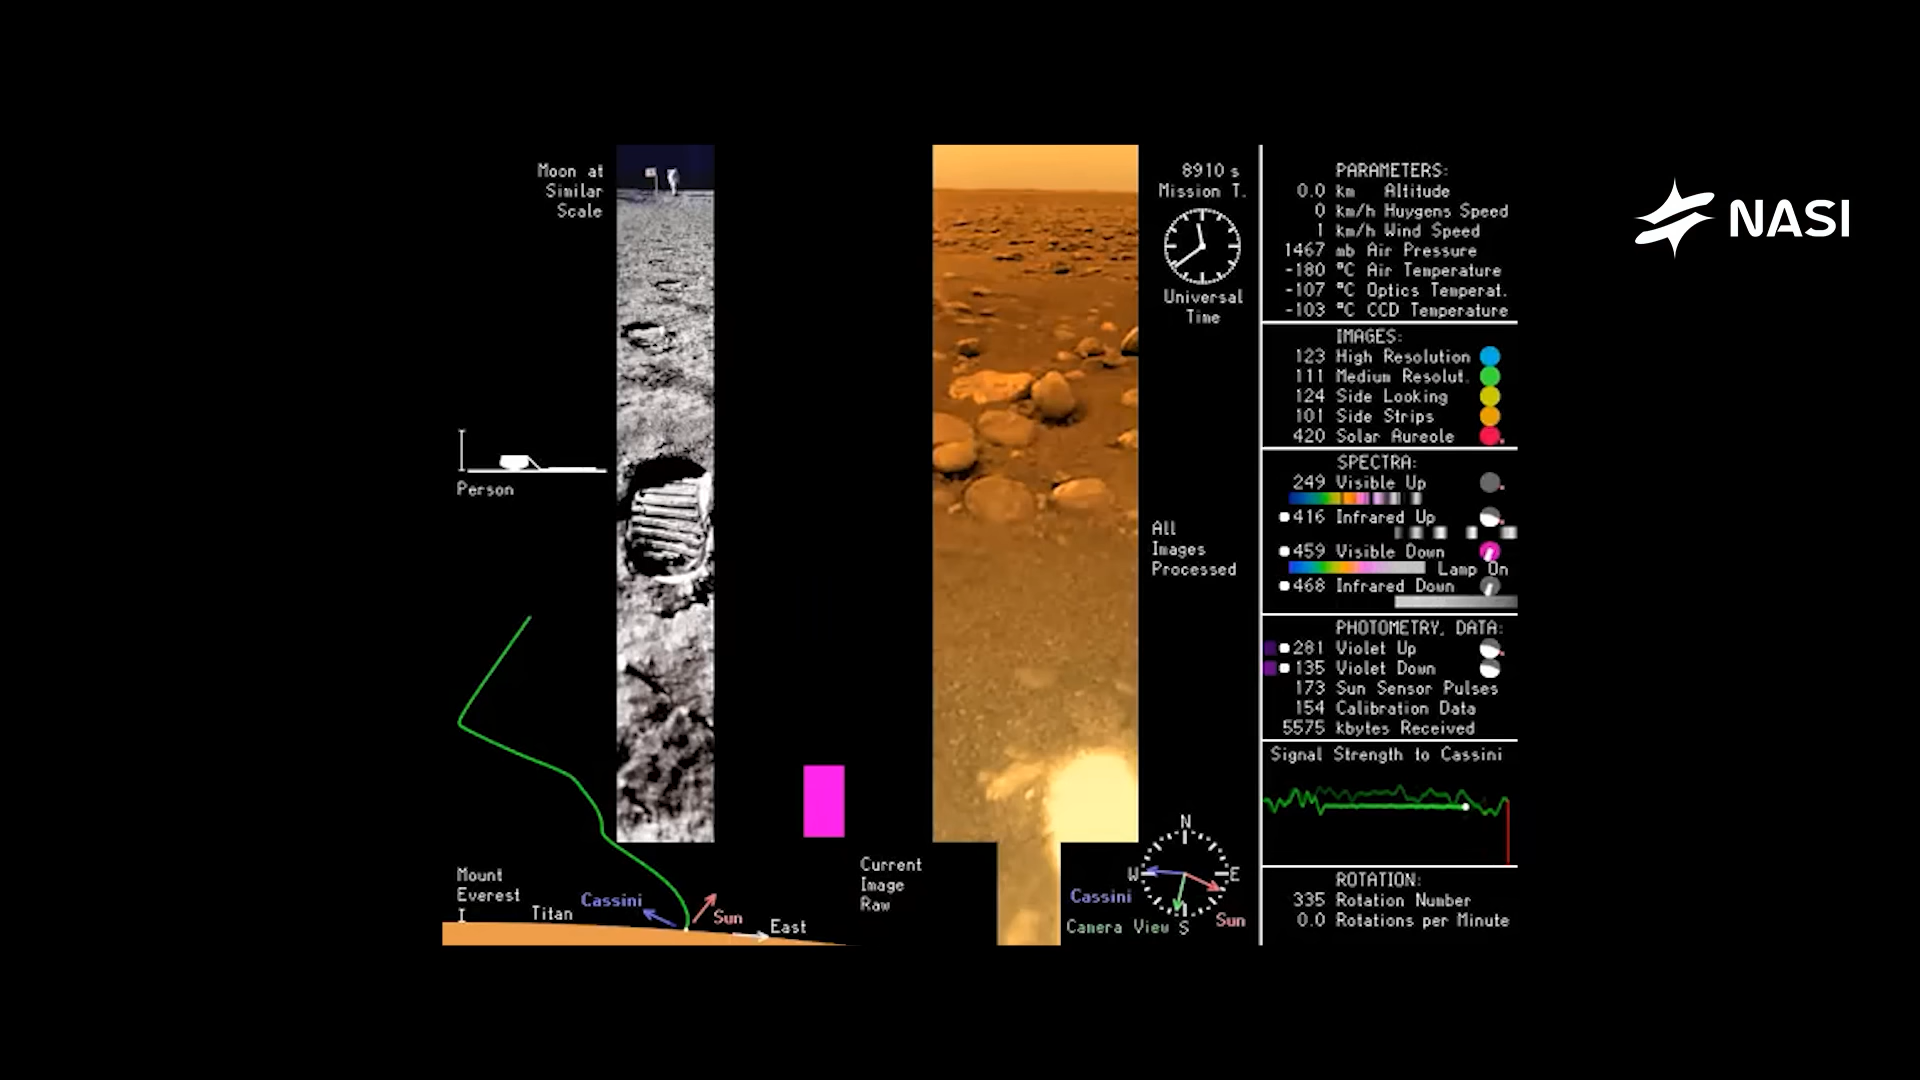 Moon at
Similar
Scale
Person
Mount
Everest
I
Titan
Cassini
Sun
East
Current
Image
Raw
8910 s
Mission T.
Universal
Time
All
Images
Processed
N
W
E
S
Cassini
Camera View
Sun
PARAMETERS:
0.0 km Altitude
0 km/h Huygens Speed
1 km/h Wind Speed
1467 mb Air Pressure
-180 °C Air Temperature
-107 °C Optics Temperat.
-103 °C CCD Temperature
IMAGES:
123 High Resolution
111 Medium Resolut.
124 Side Looking
101 Side Strips
420 Solar Aureole
SPECTRA:
249 Visible Up
416 Infrared Up
459 Visible Down
Lamp On
468 Infrared Down
PHOTOMETRY, DATA:
281 Violet Up
135 Violet Down
173 Sun Sensor Pulses
154 Calibration Data
5575 kbytes Received
Signal Strength to Cassini
ROTATION:
335 Rotation Number
0.0 Rotations per Minute
NASI